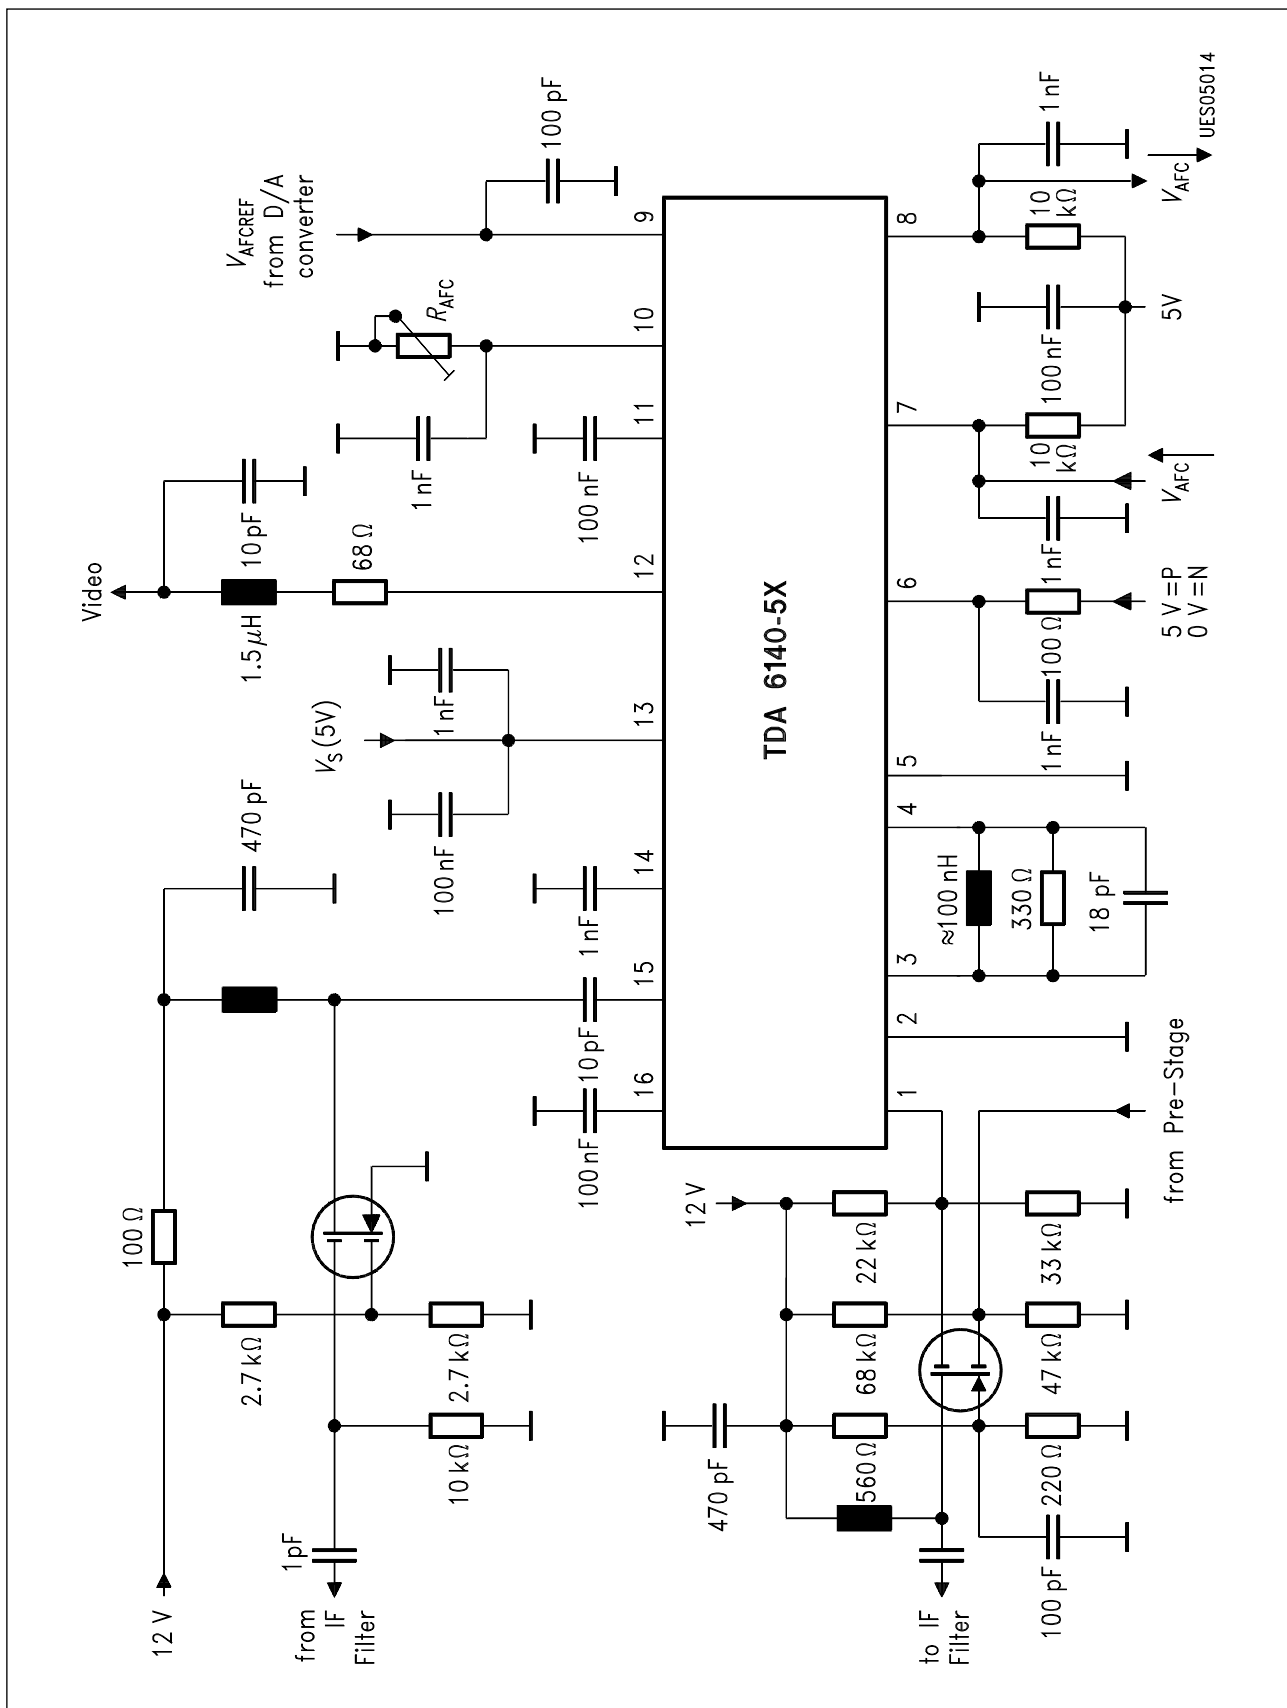 12 V
100 Ω
2.7 kΩ
2.7 kΩ
10 kΩ
1 pF
from
IF
Filter
470 pF
Vₛ (5V)
100 nF
1 nF
Video
1.5 μH
10 pF
68 Ω
1 nF
R_AFC
V_AFCREF
from D/A
converter
100 pF
100 nF
10 pF
1 nF
100 nF
16
15
14
13
12
11
10
9
TDA 6140-5X
1
2
3
4
5
6
7
8
12 V
470 pF
560 Ω
68 kΩ
22 kΩ
to IF
Filter
100 pF
220 Ω
47 kΩ
33 kΩ
from Pre-Stage
≈100 nH
330 Ω
18 pF
1 nF
100 Ω
5 V =P
0 V =N
1 nF
10
kΩ
V_AFC
100 nF
5V
10
kΩ
1 nF
V_AFC
UES05014